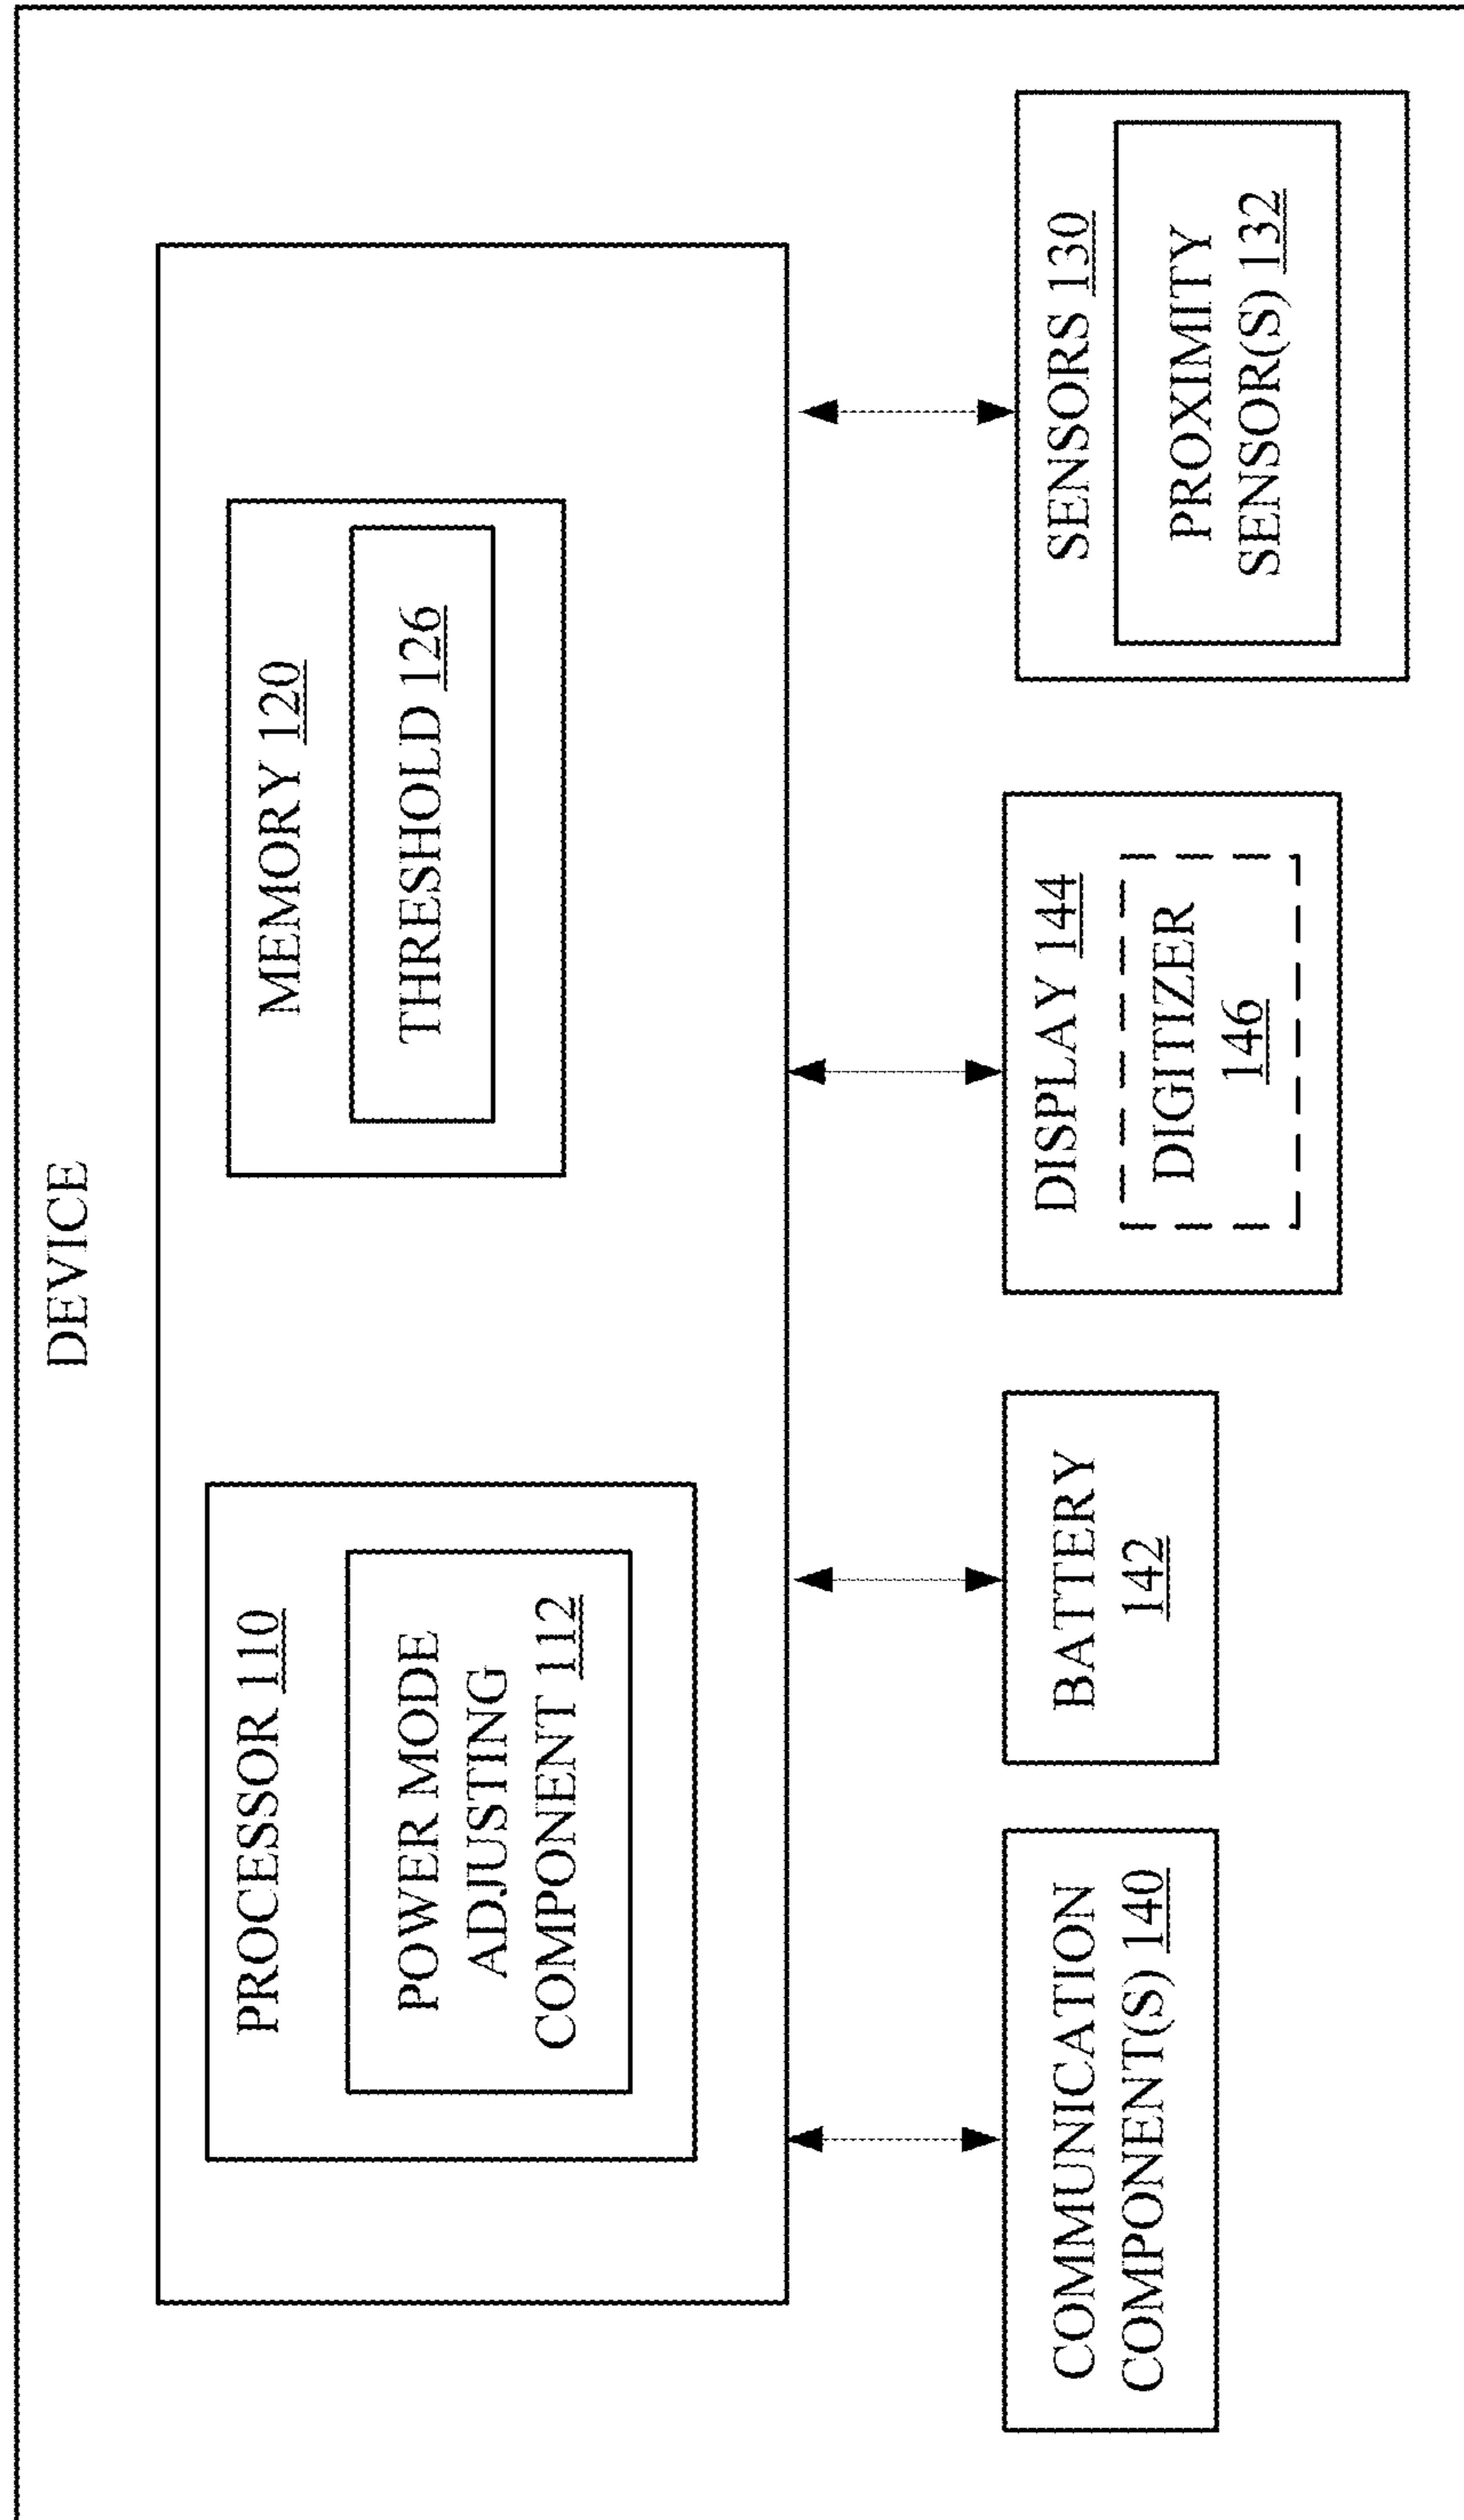 DEVICE
PROCESSOR 110
POWER MODE
ADJUSTING
COMPONENT 112
MEMORY 120
THRESHOLD 126
COMMUNICATION
COMPONENT(S) 140
BATTERY
142
DISPLAY 144
DIGITIZER
146
SENSORS 130
PROXIMITY
SENSOR(S) 132